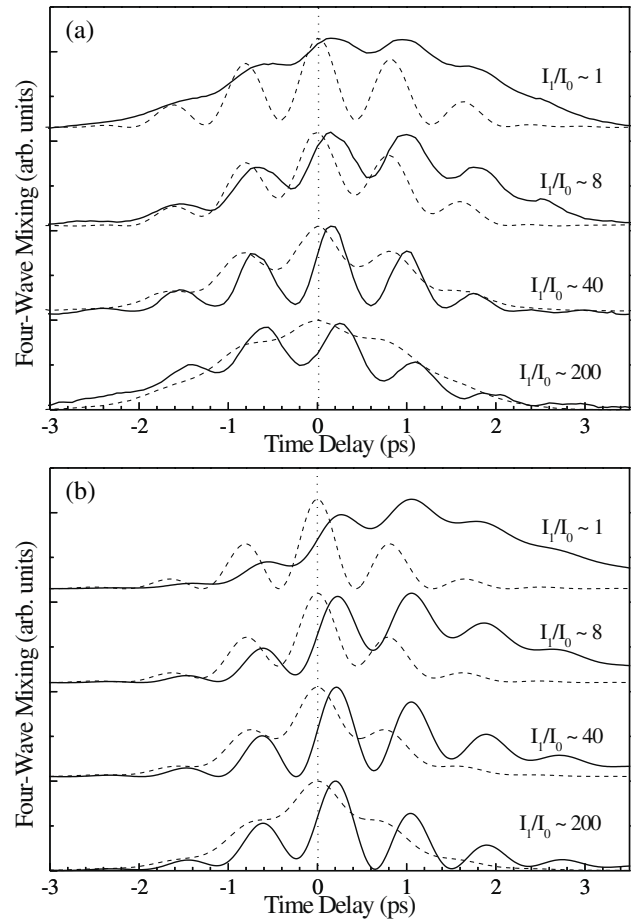 (a)
Four-Wave Mixing (arb. units)
I₁/I₀ ~ 1
I₁/I₀ ~ 8
I₁/I₀ ~ 40
I₁/I₀ ~ 200
-3 -2 -1 0 1 2 3
Time Delay (ps)
(b)
Four-Wave Mixing (arb. units)
I₁/I₀ ~ 1
I₁/I₀ ~ 8
I₁/I₀ ~ 40
I₁/I₀ ~ 200
-3 -2 -1 0 1 2 3
Time Delay (ps)